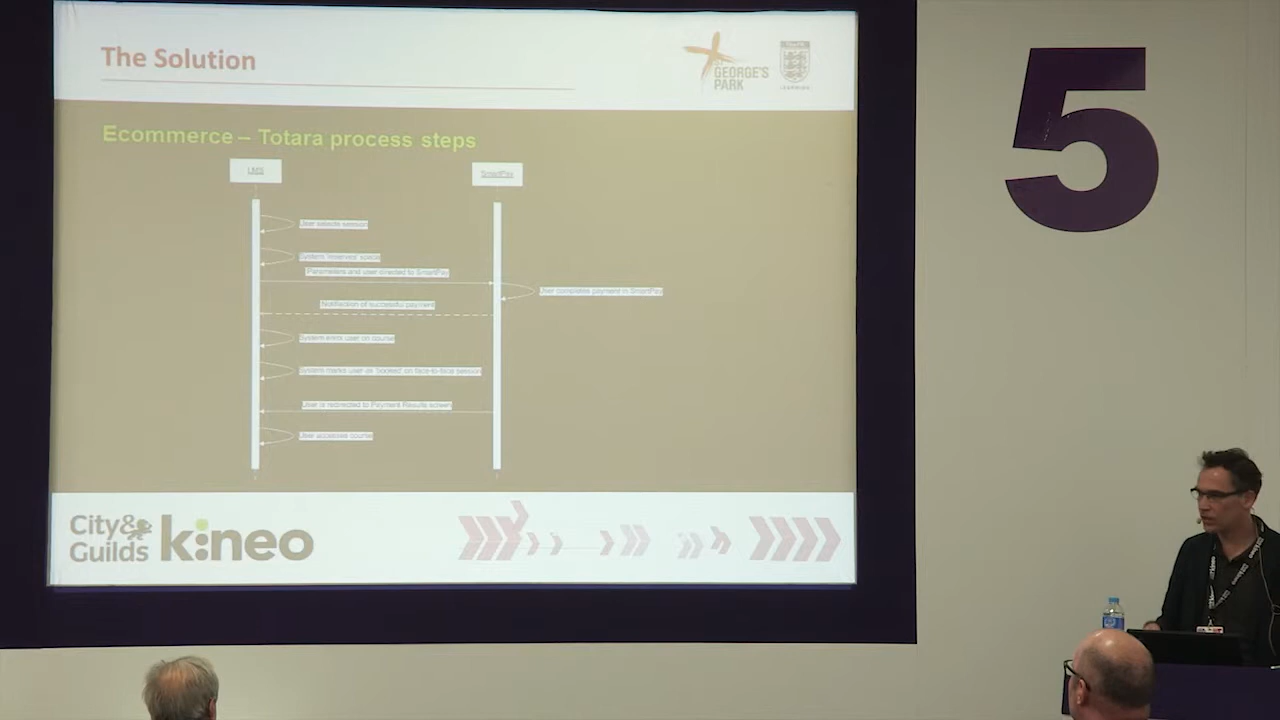 The Solution
ST GEORGE'S PARK
LEARNING
Ecommerce – Totara process steps
LMS
SmartPay
User selects session
System 'reserves' space
Parameters and user directed to SmartPay
User completes payment in SmartPay
Notification of successful payment
System enrols user on course
System marks user as 'booked' on face-to-face session
User is redirected to Payment Results screen
User accesses course
City&
Guilds
kineo
5